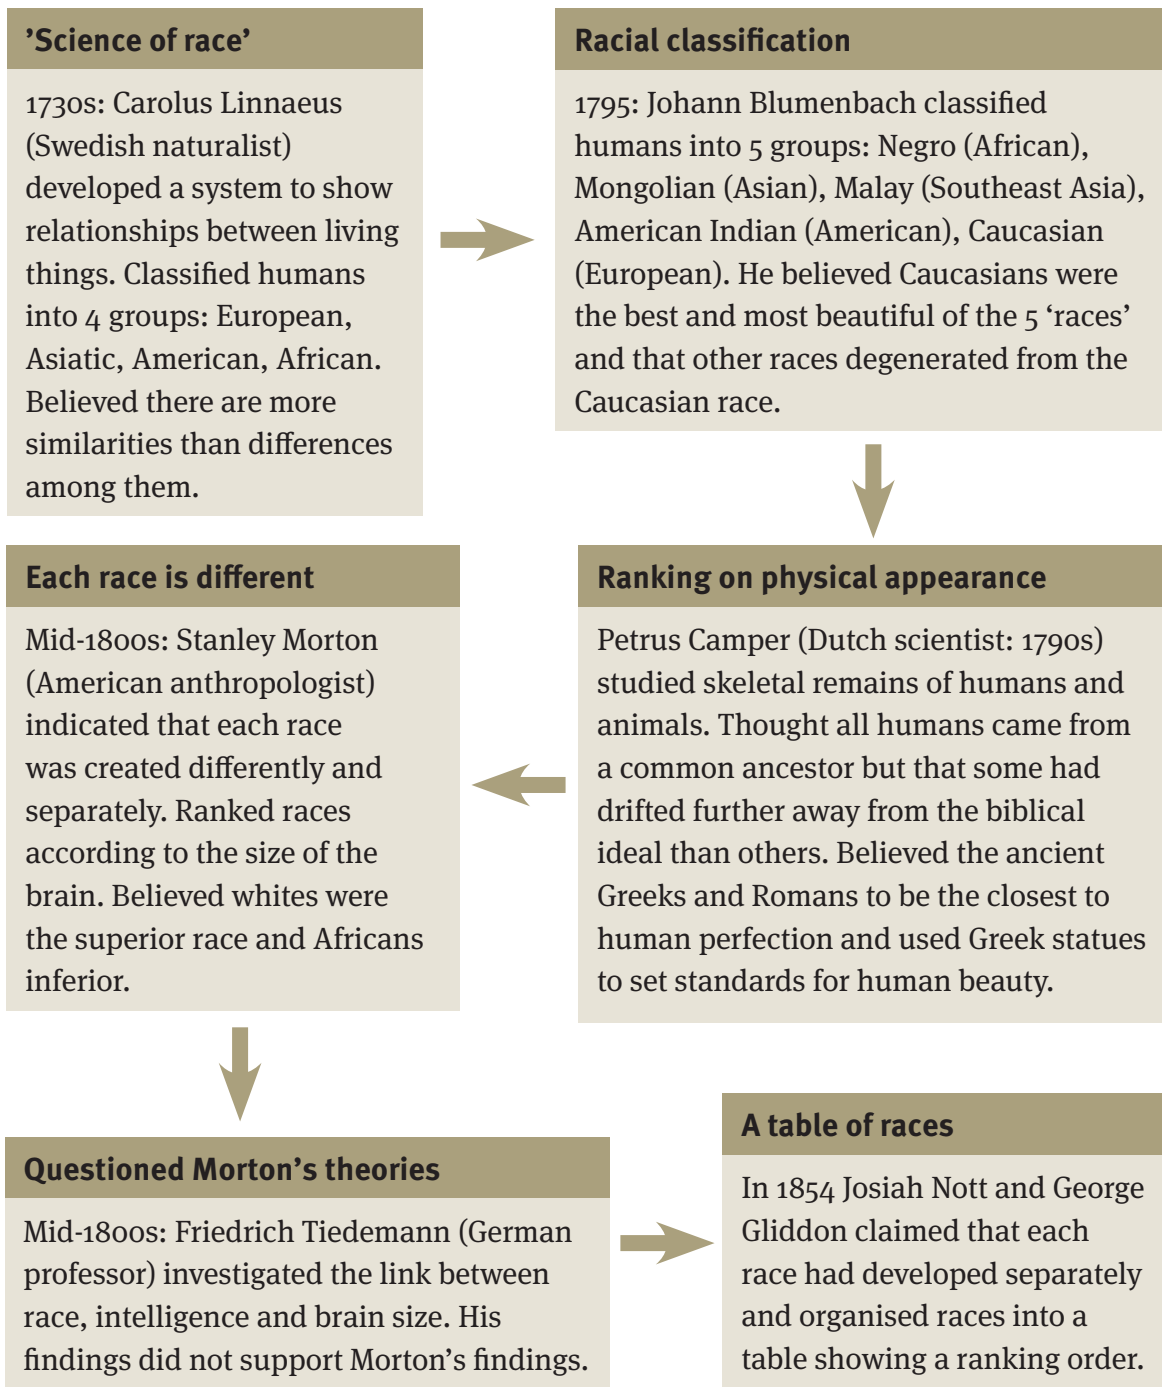 ’Science of race’
1730s: Carolus Linnaeus
(Swedish naturalist)
developed a system to show
relationships between living
things. Classified humans
into 4 groups: European,
Asiatic, American, African.
Believed there are more
similarities than differences
among them.
Racial classification
1795: Johann Blumenbach classified
humans into 5 groups: Negro (African),
Mongolian (Asian), Malay (Southeast Asia),
American Indian (American), Caucasian
(European). He believed Caucasians were
the best and most beautiful of the 5 ‘races’
and that other races degenerated from the
Caucasian race.
Ranking on physical appearance
Petrus Camper (Dutch scientist: 1790s)
studied skeletal remains of humans and
animals. Thought all humans came from
a common ancestor but that some had
drifted further away from the biblical
ideal than others. Believed the ancient
Greeks and Romans to be the closest to
human perfection and used Greek statues
to set standards for human beauty.
Each race is different
Mid-1800s: Stanley Morton
(American anthropologist)
indicated that each race
was created differently and
separately. Ranked races
according to the size of the
brain. Believed whites were
the superior race and Africans
inferior.
Questioned Morton’s theories
Mid-1800s: Friedrich Tiedemann (German
professor) investigated the link between
race, intelligence and brain size. His
findings did not support Morton’s findings.
A table of races
In 1854 Josiah Nott and George
Gliddon claimed that each
race had developed separately
and organised races into a
table showing a ranking order.